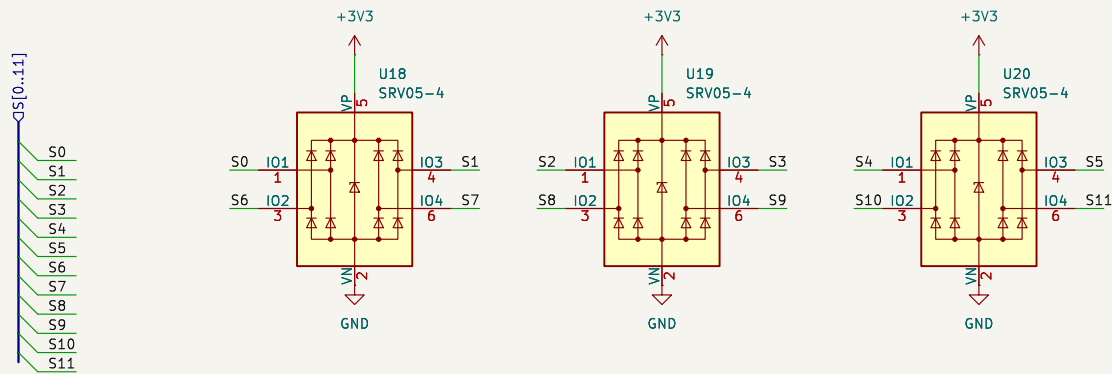 S[0..11]
S0
S1
S2
S3
S4
S5
S6
S7
S8
S9
S10
S11
+3V3
U18
SRV05-4
VP 5
S0 IO1 1
IO3 4 S1
S6 IO2 3
IO4 6 S7
VN 2
GND
+3V3
U19
SRV05-4
VP 5
S2 IO1 1
IO3 4 S3
S8 IO2 3
IO4 6 S9
VN 2
GND
+3V3
U20
SRV05-4
VP 5
S4 IO1 1
IO3 4 S5
S10 IO2 3
IO4 6 S11
VN 2
GND